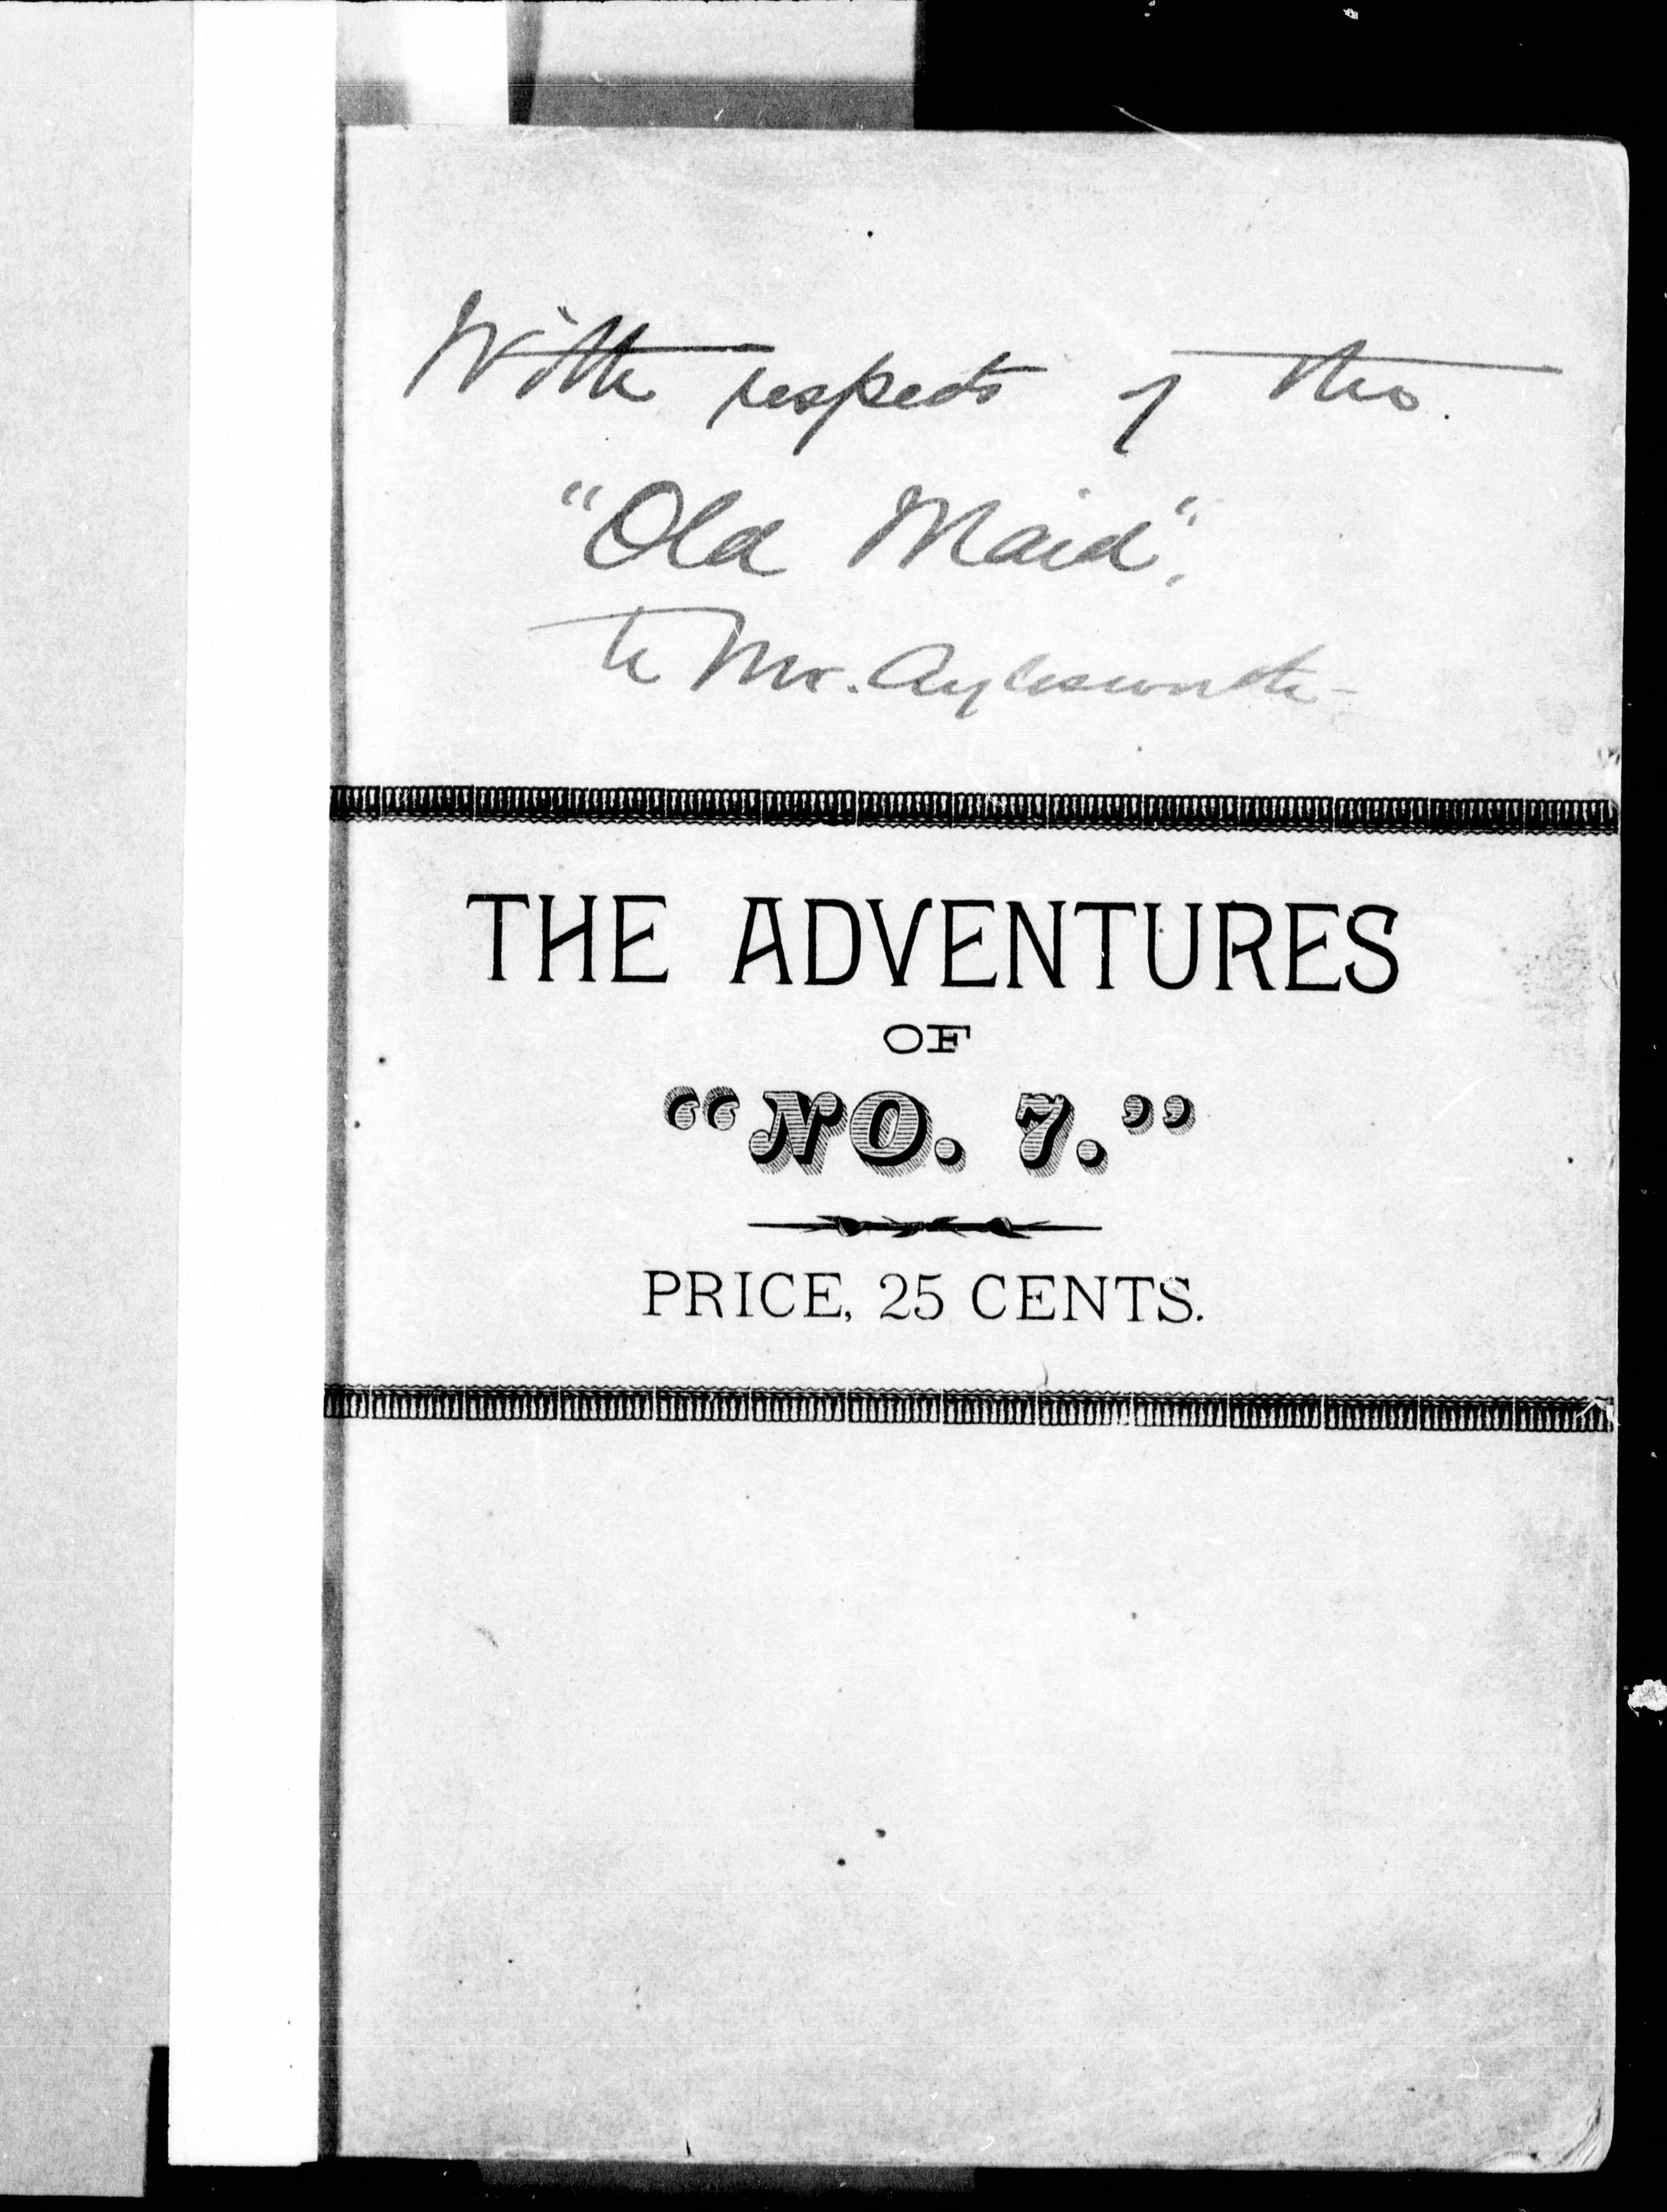 With respects of the
"Old Maid",
to Mr. Aylesworth -
THE ADVENTURES
OF
"NO. 7."
PRICE, 25 CENTS.